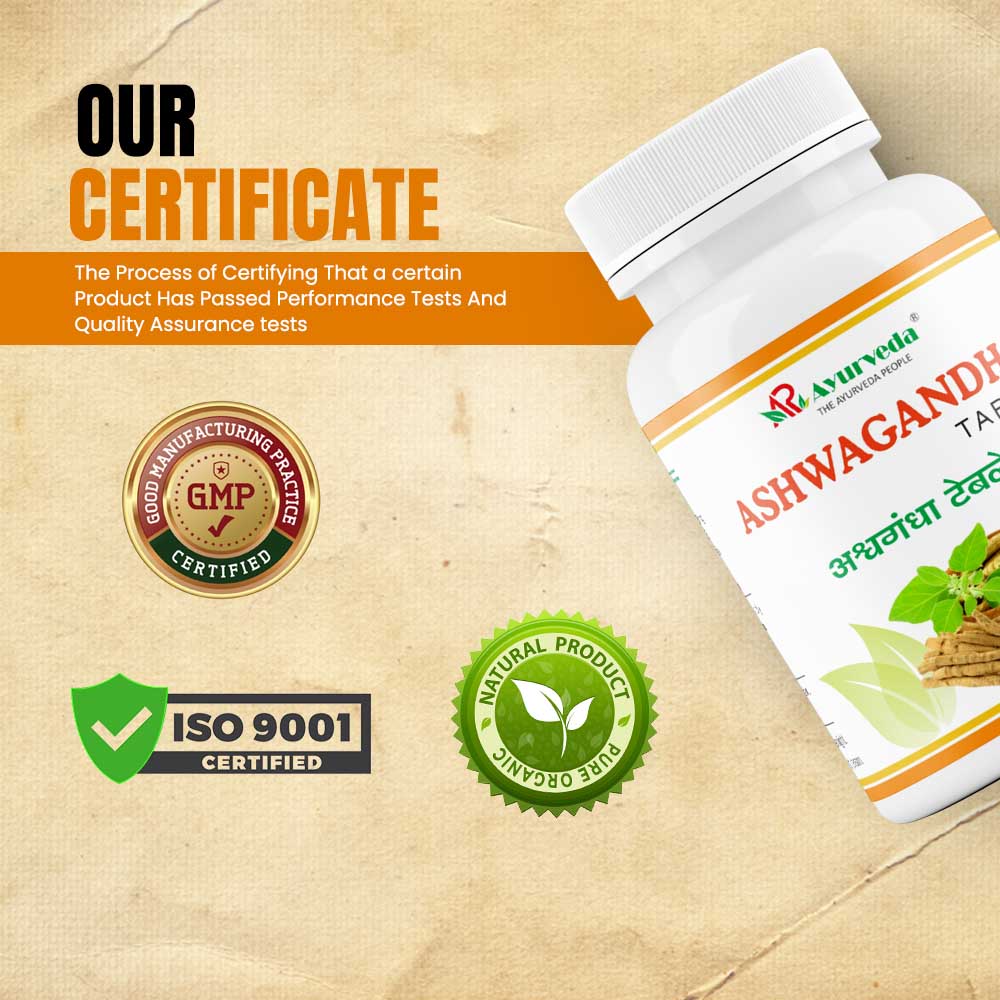 OUR
CERTIFICATE
The Process of Certifying That a certain
Product Has Passed Performance Tests And
Quality Assurance tests
GOOD MANUFACTURING PRACTICE
GMP
CERTIFIED
ISO 9001
CERTIFIED
NATURAL PRODUCT
PURE ORGANIC
AR Ayurveda®
THE AYURVEDA PEOPLE
ASHWAGANDH
TAB
अश्वगंधा